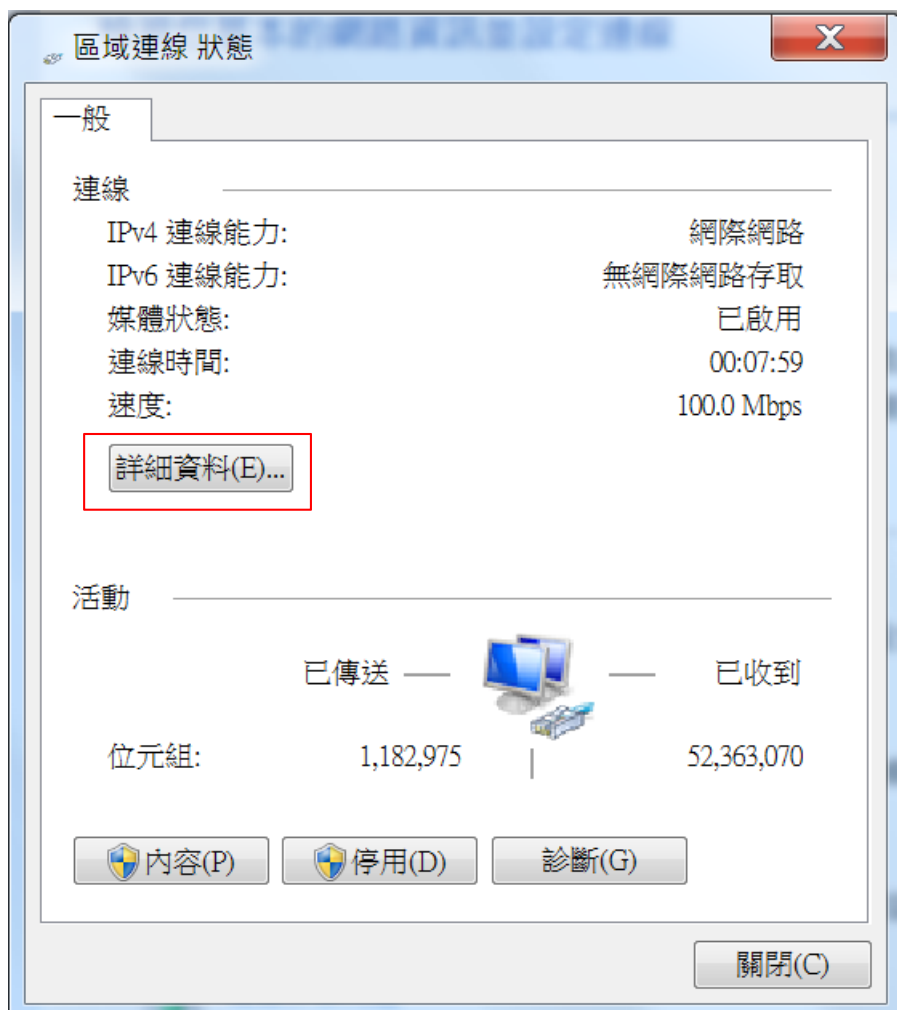 區域連線 狀態
一般
連線
IPv4 連線能力: 網際網路
IPv6 連線能力: 無網際網路存取
媒體狀態: 已啟用
連線時間: 00:07:59
速度: 100.0 Mbps
詳細資料(E)...
活動
已傳送 已收到
位元組: 1,182,975 52,363,070
內容(P) 停用(D) 診斷(G)
關閉(C)